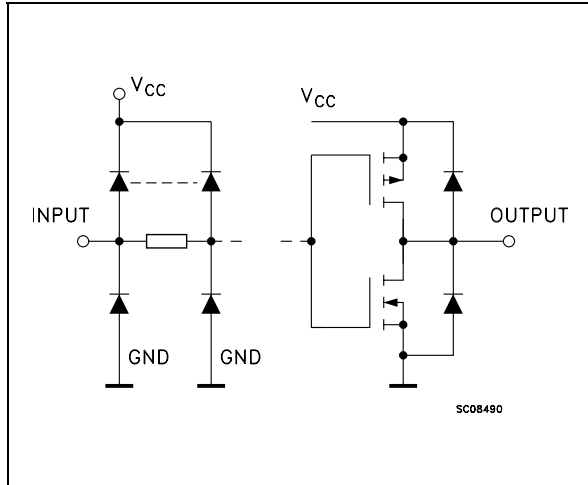 VCC
VCC
INPUT
OUTPUT
GND
GND
SC08490